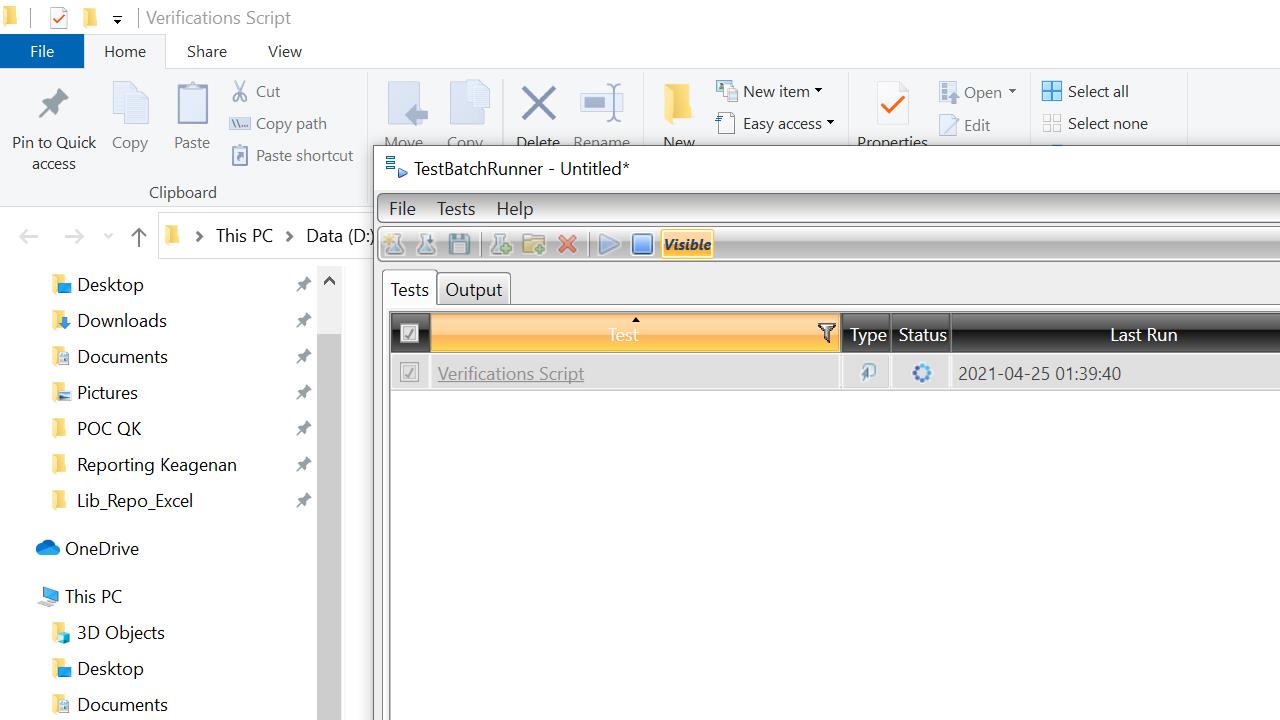 Verifications Script
File Home Share View
Pin to Quick access
Copy
Paste
Cut
Copy path
Paste shortcut
Clipboard
Move
Copy
Delete
Rename
New
New item
Easy access
Properties
Open
Edit
Select all
Select none
This PC > Data (D:)
Desktop
Downloads
Documents
Pictures
POC QK
Reporting Keagenan
Lib_Repo_Excel
OneDrive
This PC
3D Objects
Desktop
Documents
TestBatchRunner - Untitled*
File Tests Help
Visible
Tests Output
Test Type Status Last Run
Verifications Script 2021-04-25 01:39:40